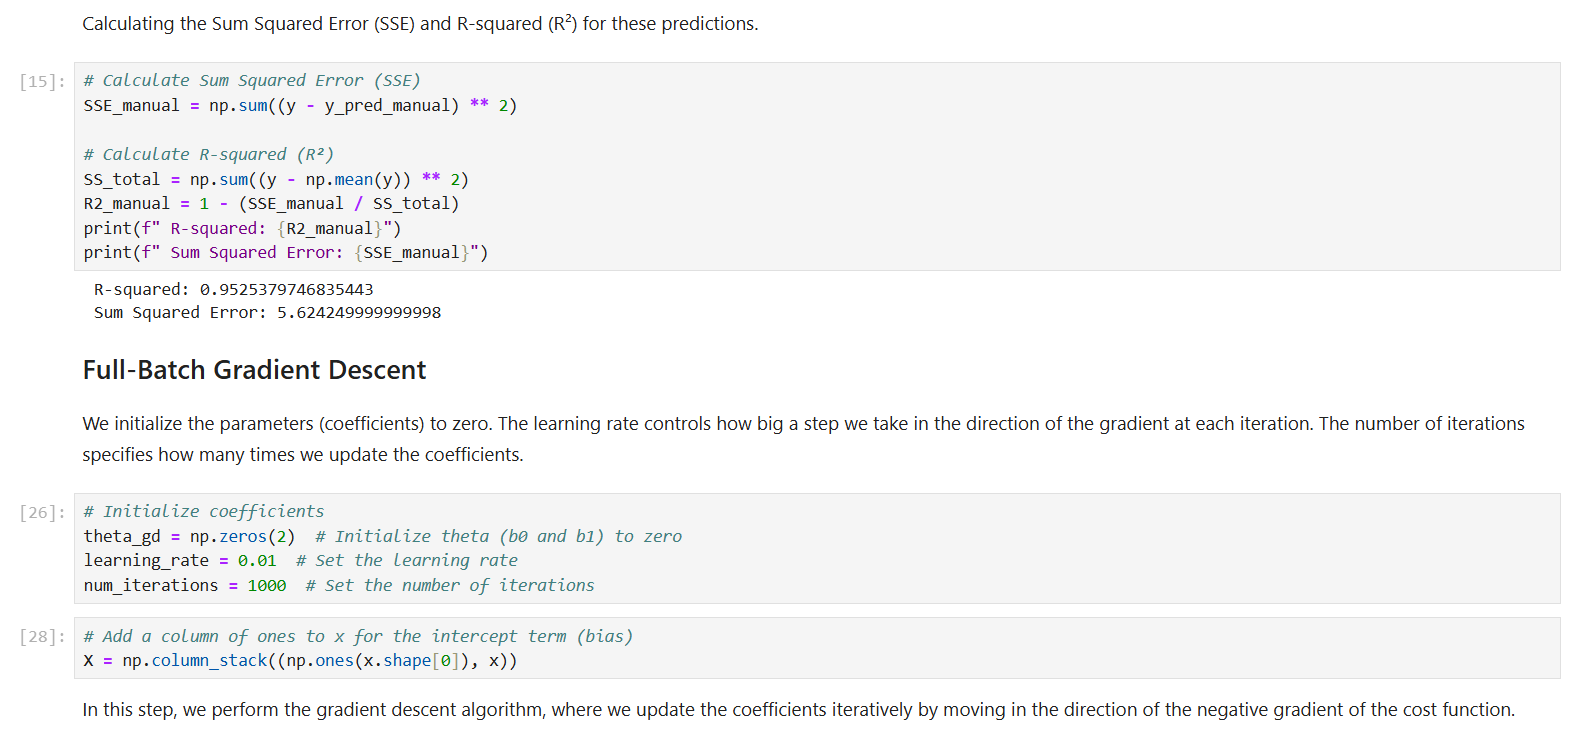 Calculating the Sum Squared Error (SSE) and R-squared (R²) for these predictions.
[15]:
# Calculate Sum Squared Error (SSE)
SSE_manual = np.sum((y - y_pred_manual) ** 2)
# Calculate R-squared (R²)
SS_total = np.sum((y - np.mean(y)) ** 2)
R2_manual = 1 - (SSE_manual / SS_total)
print(f" R-squared: {R2_manual}")
print(f" Sum Squared Error: {SSE_manual}")
R-squared: 0.9525379746835443
Sum Squared Error: 5.624249999999998
Full-Batch Gradient Descent
We initialize the parameters (coefficients) to zero. The learning rate controls how big a step we take in the direction of the gradient at each iteration. The number of iterations
specifies how many times we update the coefficients.
[26]:
# Initialize coefficients
theta_gd = np.zeros(2)  # Initialize theta (b0 and b1) to zero
learning_rate = 0.01  # Set the learning rate
num_iterations = 1000  # Set the number of iterations
[28]:
# Add a column of ones to x for the intercept term (bias)
X = np.column_stack((np.ones(x.shape[0]), x))
In this step, we perform the gradient descent algorithm, where we update the coefficients iteratively by moving in the direction of the negative gradient of the cost function.